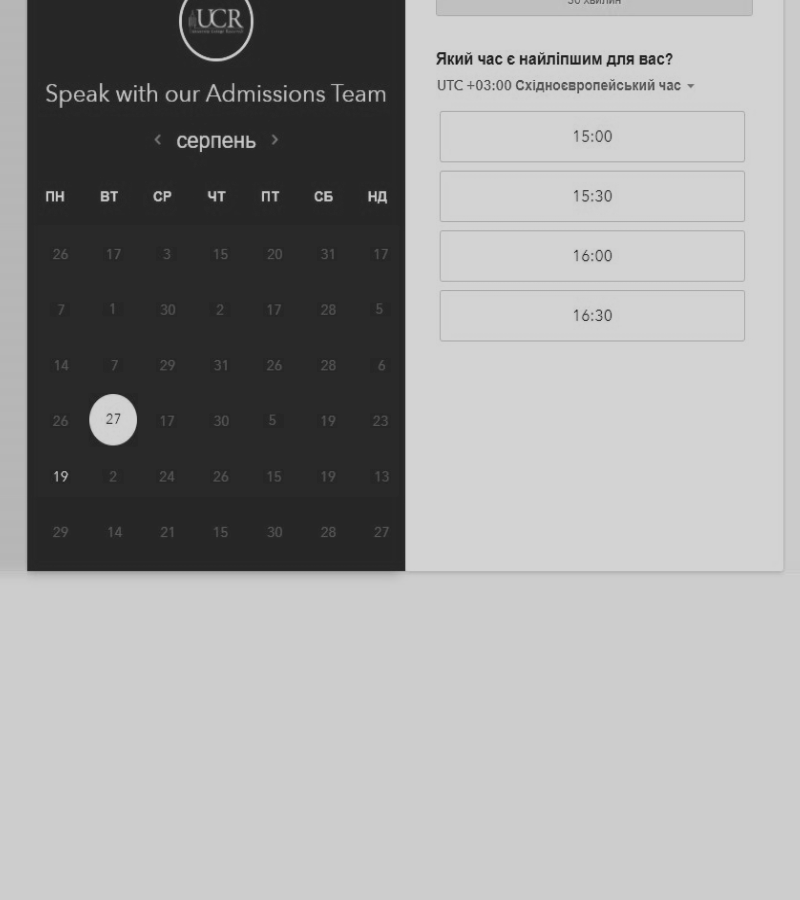 UCR
Speak with our Admissions Team
серпень
ПН ВТ СР ЧТ ПТ СБ НД
26 17 3 15 20 31 17
7 1 30 2 17 28 5
14 7 29 31 26 28 6
26 27 17 30 5 19 23
19 2 24 26 15 19 13
29 14 21 15 30 28 27
30 хвилин
Який час є найліпшим для вас?
UTC +03:00 Східноєвропейський час
15:00
15:30
16:00
16:30